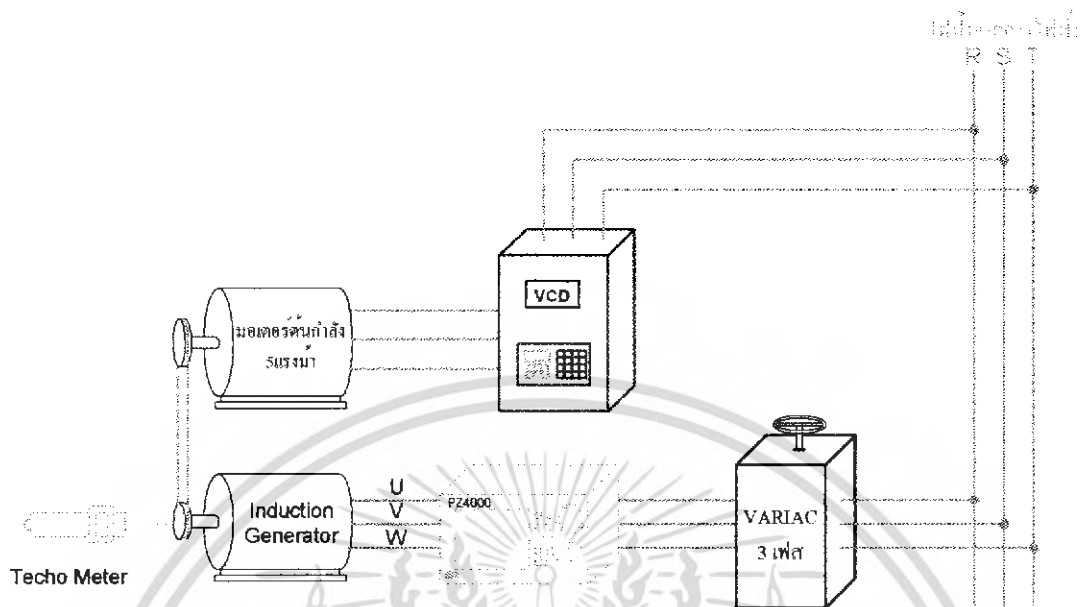 R S T
VCD
มอเตอร์ต้นกำลัง
5แรงม้า
U
V
W
PZ4000
Induction
Generator
VARIAC
3 เฟส
Techo Meter